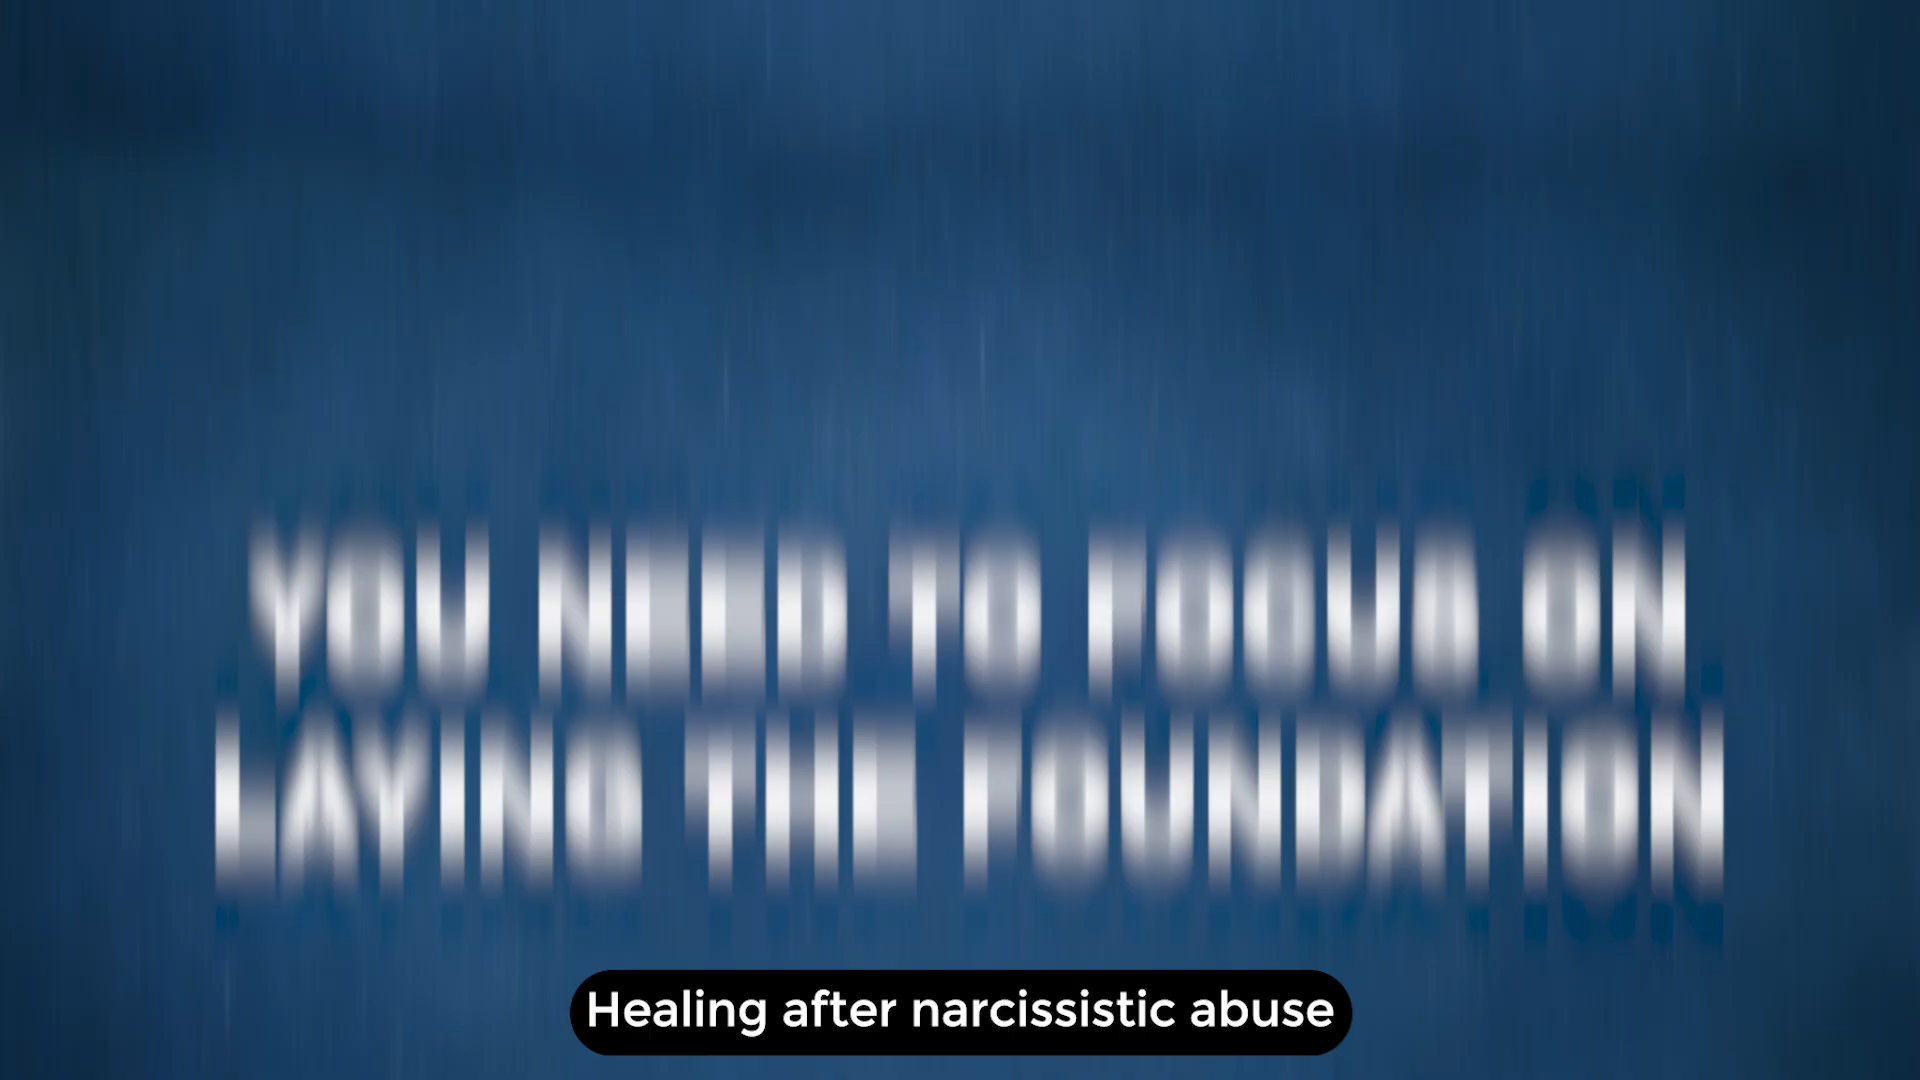 YOU NEED TO FOCUS ON
LAYING THE FOUNDATION
Healing after narcissistic abuse